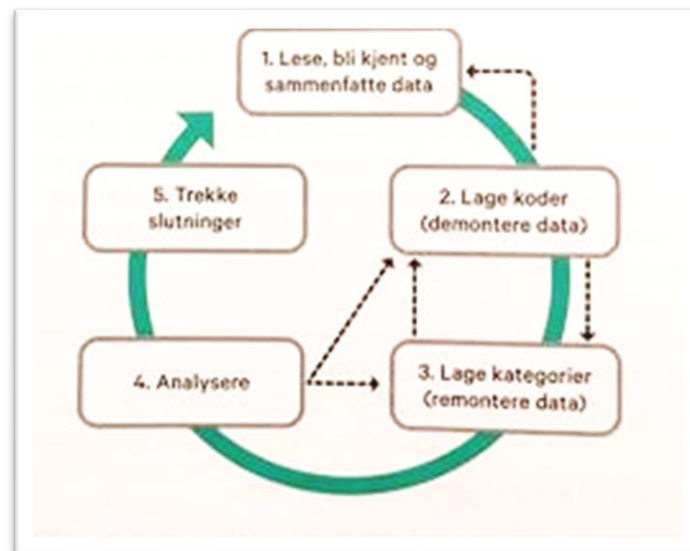 1. Lese, bli kjent og
sammenfatte data
2. Lage koder
(demontere data)
3. Lage kategorier
(remontere data)
4. Analysere
5. Trekke
slutninger